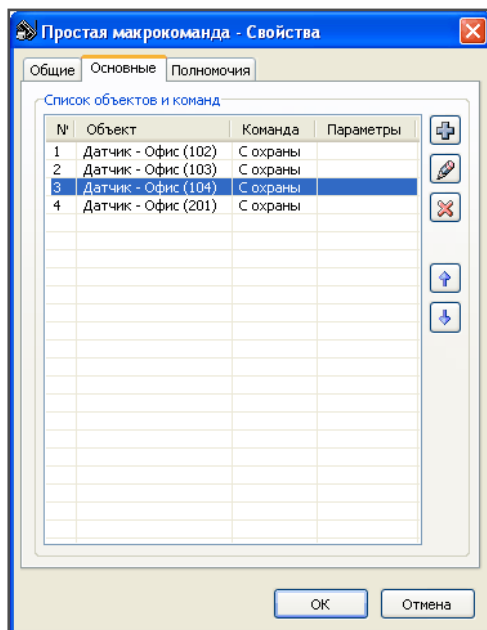 Простая макрокоманда - Свойства
Общие Основные Полномочия
Список объектов и команд
N Объект Команда Параметры
1 Датчик - Офис (102) С охраны
2 Датчик - Офис (103) С охраны
3 Датчик - Офис (104) С охраны
4 Датчик - Офис (201) С охраны
OK Отмена